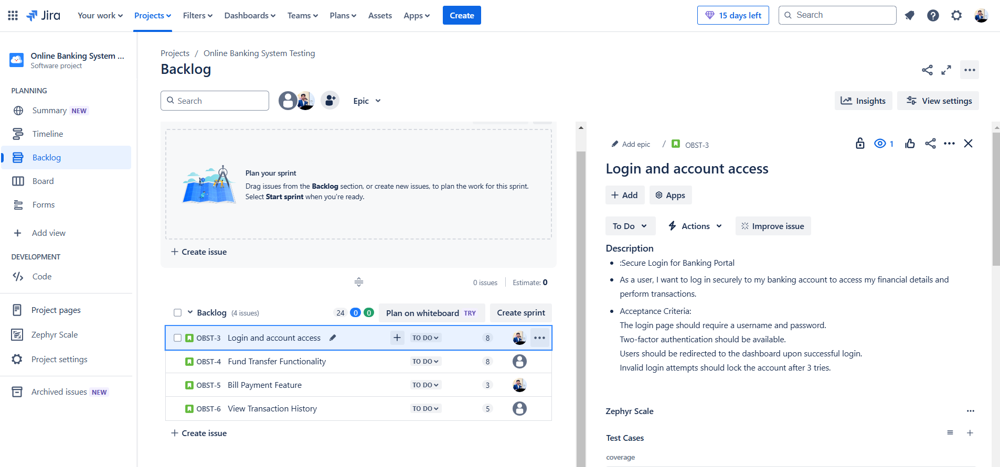 Jira
Your work
Projects
Filters
Dashboards
Teams
Plans
Assets
Apps
Create
15 days left
Search
Online Banking System ...
Software project
PLANNING
Summary NEW
Timeline
Backlog
Board
Forms
Add view
DEVELOPMENT
Code
Project pages
Zephyr Scale
Project settings
Archived issues NEW
Projects / Online Banking System Testing
Backlog
Search
Epic
Insights
View settings
Plan your sprint
Drag issues from the Backlog section, or create new issues, to plan the work for this sprint.
Select Start sprint when you're ready.
+ Create issue
0 issues
Estimate: 0
Backlog (4 issues)
24 0 0
Plan on whiteboard TRY
Create sprint
OBST-3 Login and account access TO DO 8
OBST-4 Fund Transfer Functionality TO DO 8
OBST-5 Bill Payment Feature TO DO 3
OBST-6 View Transaction History TO DO 5
+ Create issue
Add epic / OBST-3
1
Login and account access
+ Add
Apps
To Do
Actions
Improve issue
Description
• :Secure Login for Banking Portal
• As a user, I want to log in securely to my banking account to access my financial details and
perform transactions.
• Acceptance Criteria:
The login page should require a username and password.
Two-factor authentication should be available.
Users should be redirected to the dashboard upon successful login.
Invalid login attempts should lock the account after 3 tries.
Zephyr Scale
Test Cases
coverage